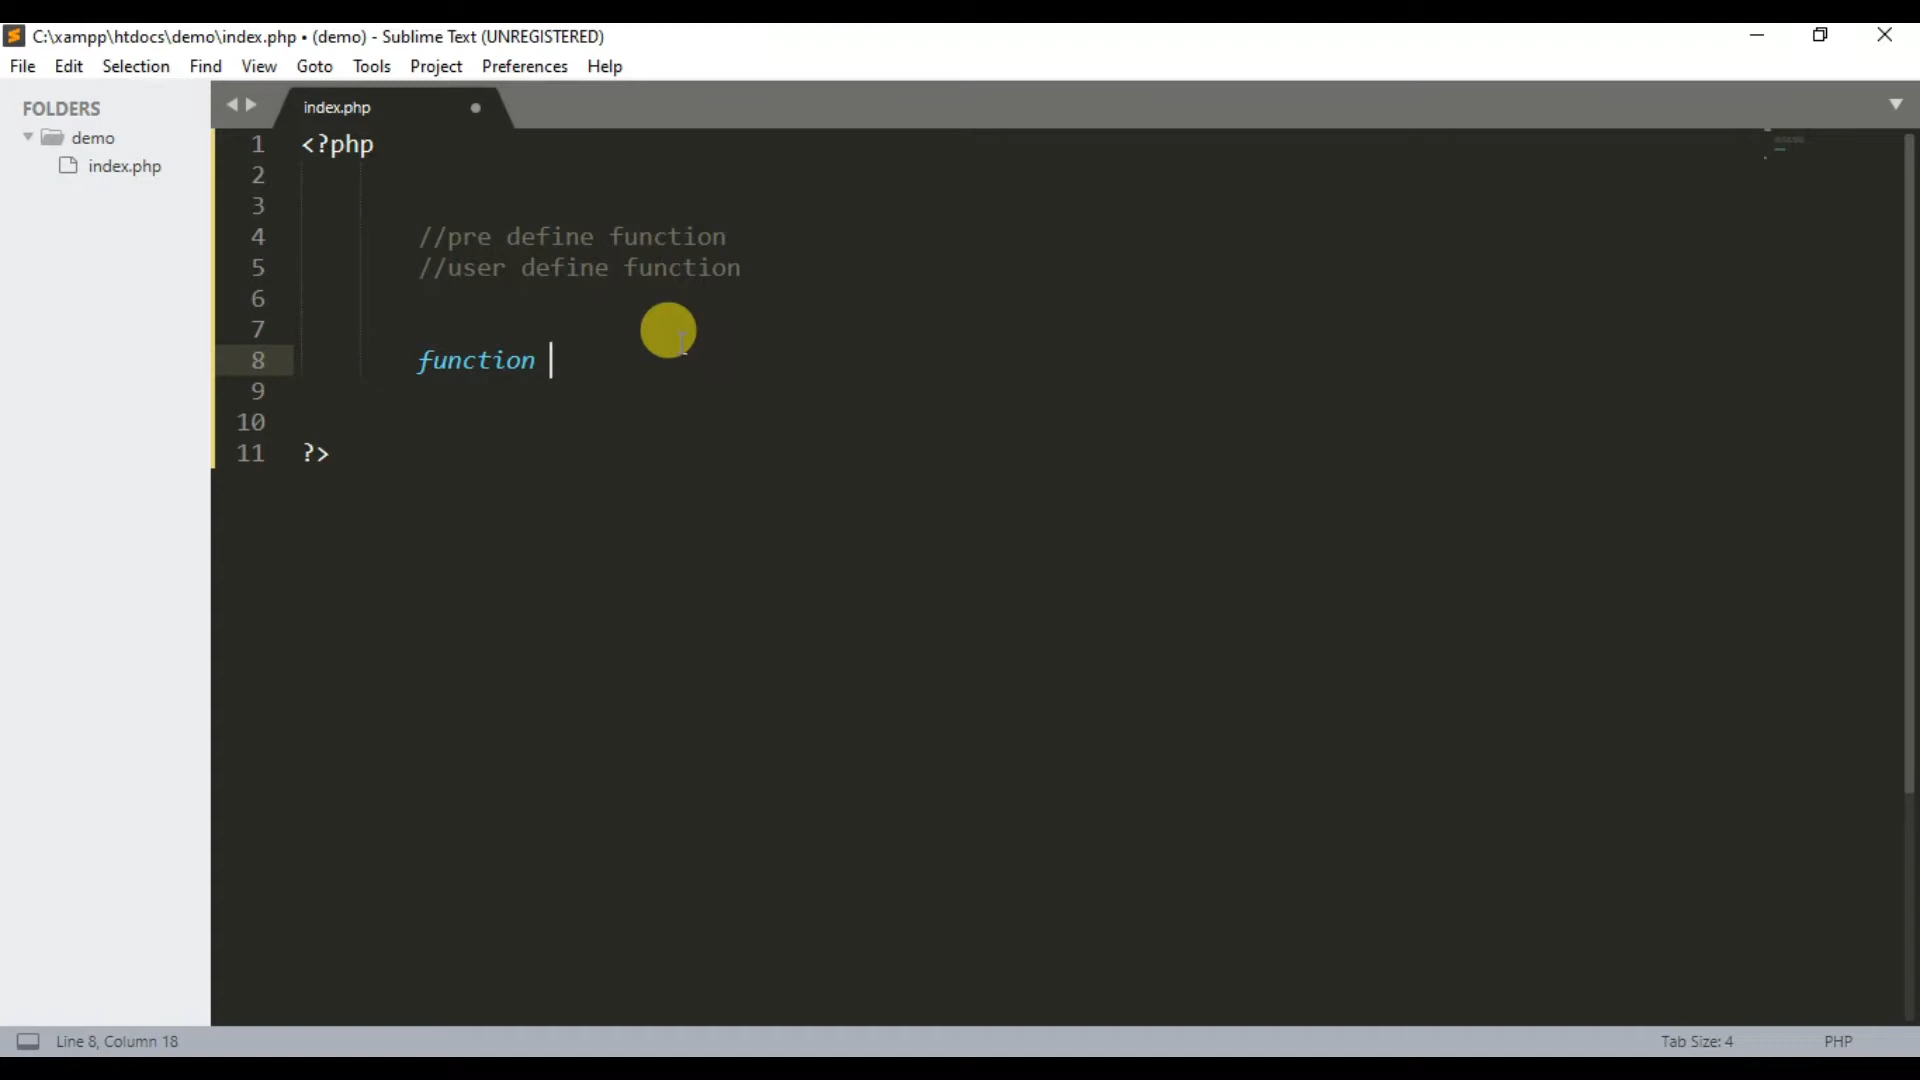 C:\xampp\htdocs\demo\index.php • (demo) - Sublime Text (UNREGISTERED)
File Edit Selection Find View Goto Tools Project Preferences Help
FOLDERS
demo
index.php
index.php
1 <?php
2
3
4 //pre define function
5 //user define function
6
7
8 function
9
10
11 ?>
Line 8, Column 18
Tab Size: 4
PHP